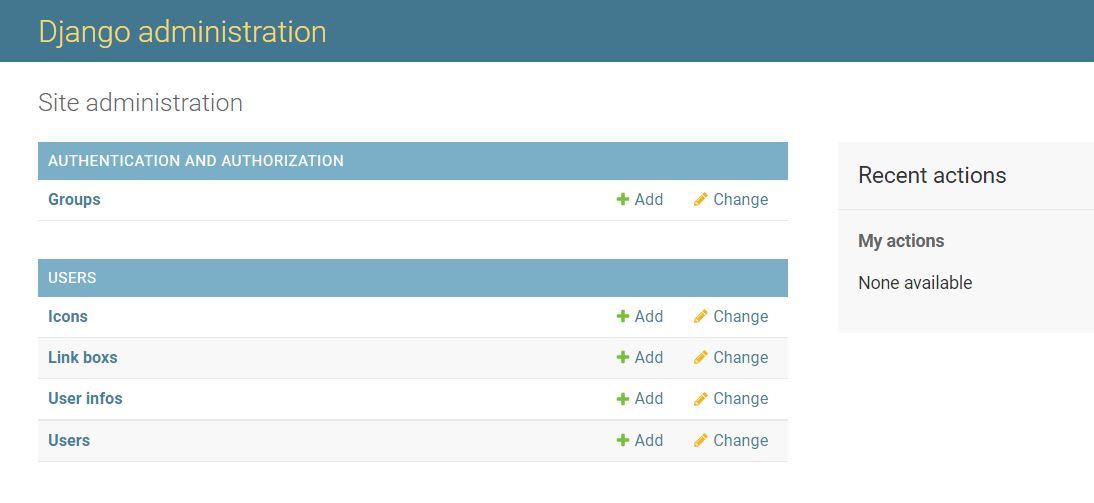 Django administration
Site administration
AUTHENTICATION AND AUTHORIZATION
Groups Add Change
USERS
Icons Add Change
Link boxs Add Change
User infos Add Change
Users Add Change
Recent actions
My actions
None available